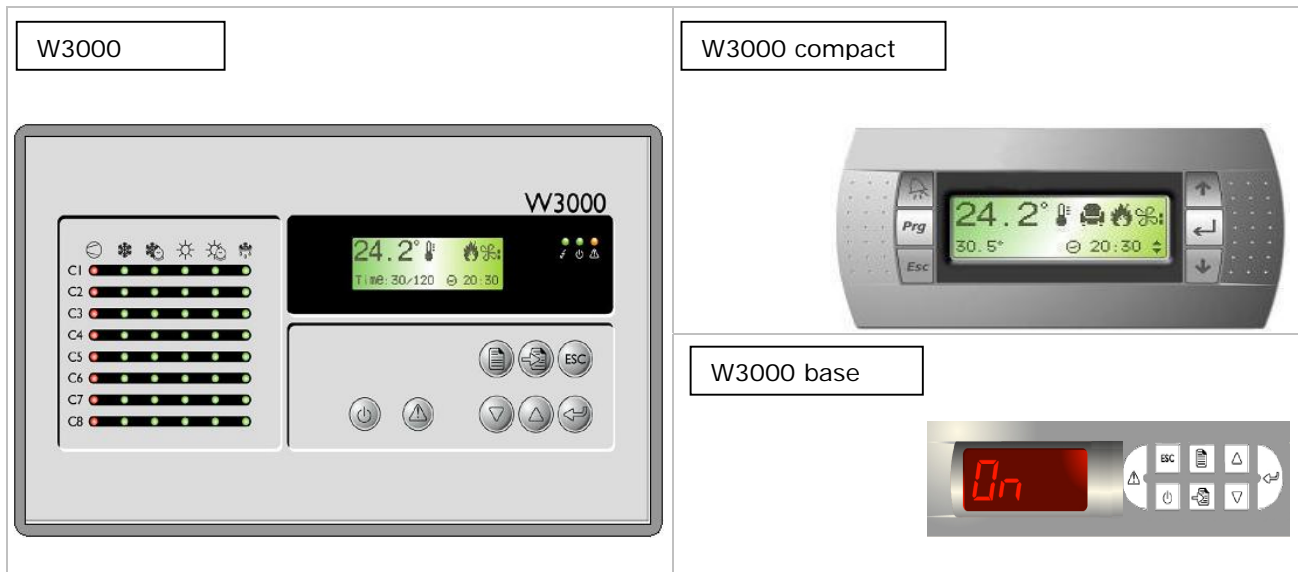 W3000
W3000
24.2°
Time:30/120 20:30
C1
C2
C3
C4
C5
C6
C7
C8
ESC
W3000 compact
Prg
Esc
24.2°
30.5° 20:30
W3000 base
On
ESC